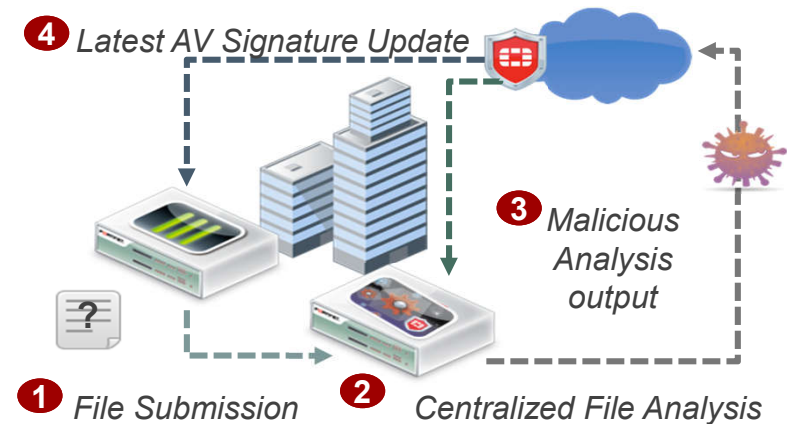 4 Latest AV Signature Update
3 Malicious
Analysis
output
?
1 File Submission
2 Centralized File Analysis